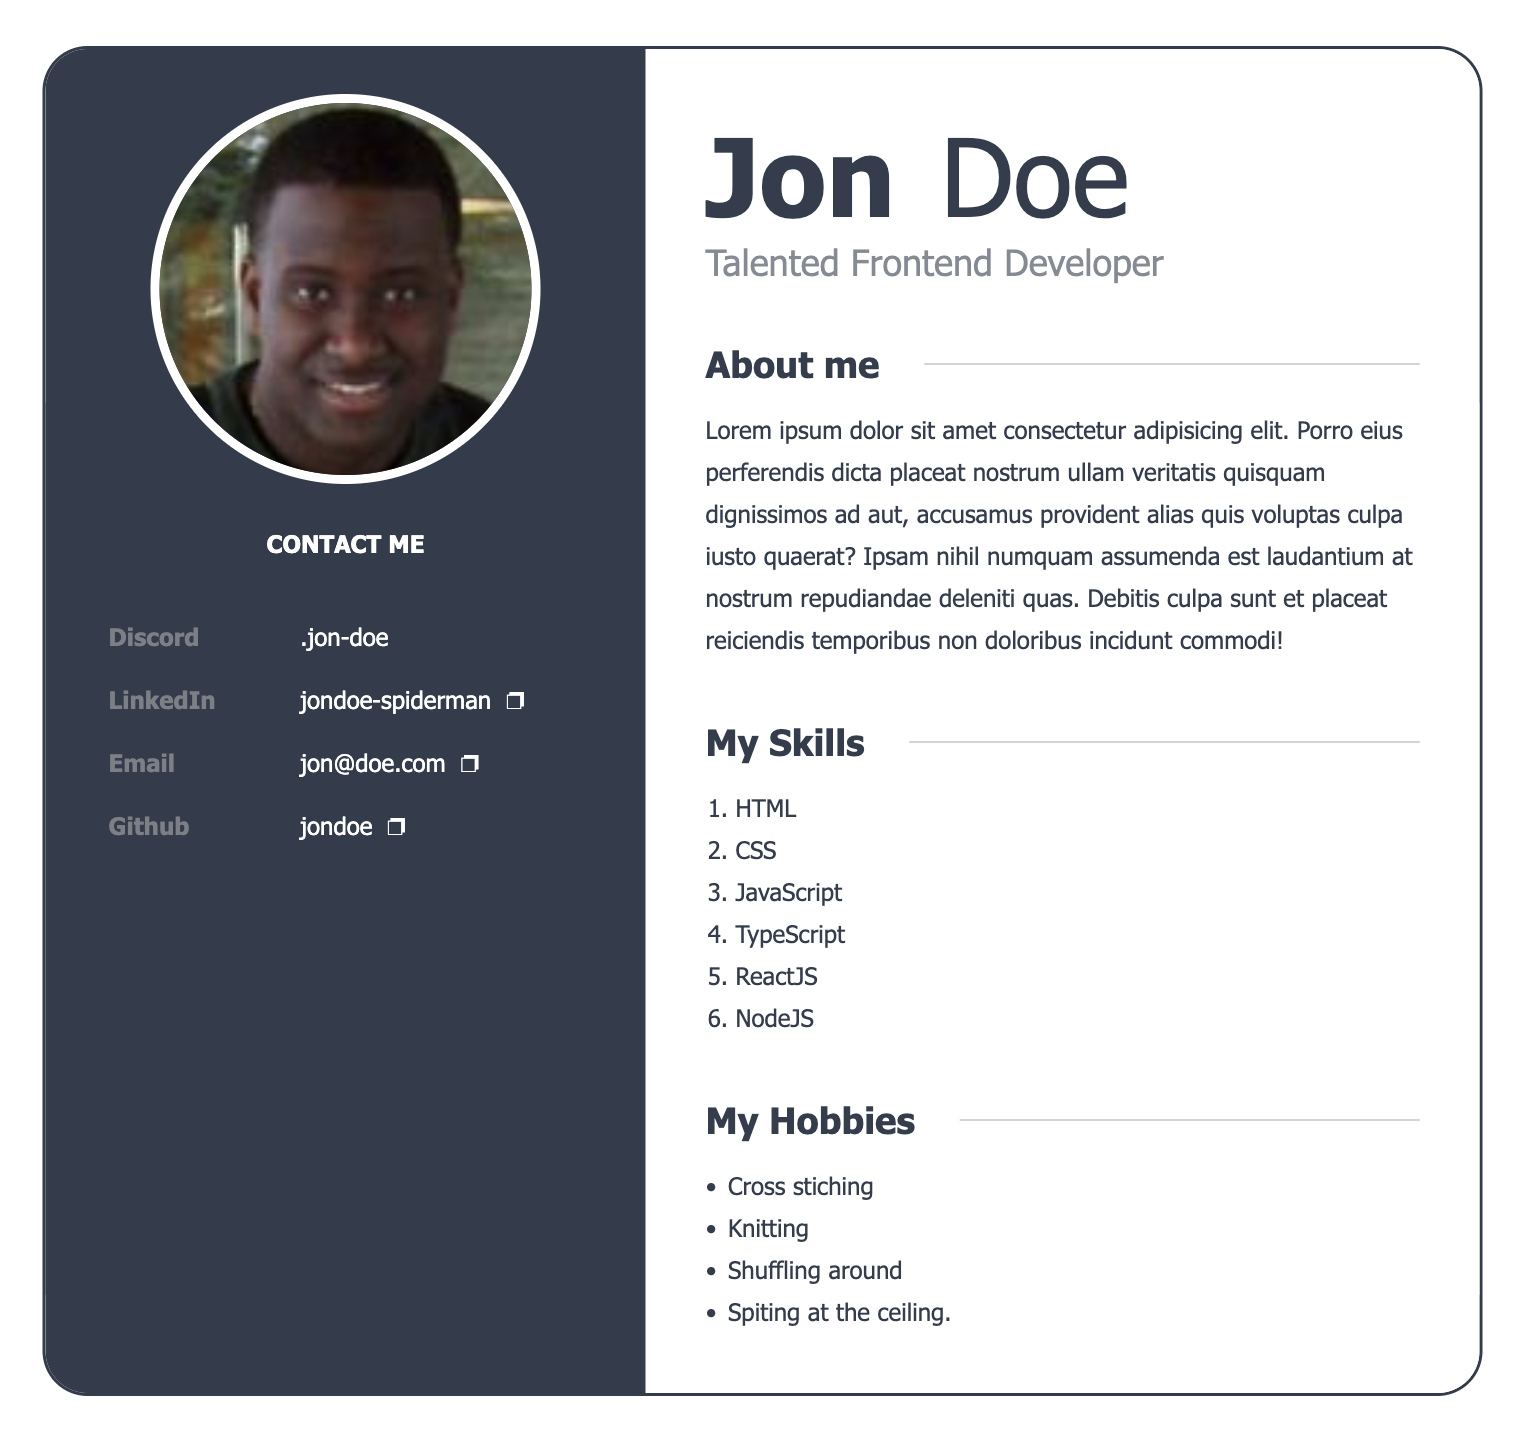 CONTACT ME
Discord .jon-doe
LinkedIn jondoe-spiderman
Email jon@doe.com
Github jondoe
Jon Doe
Talented Frontend Developer
About me
Lorem ipsum dolor sit amet consectetur adipisicing elit. Porro eius
perferendis dicta placeat nostrum ullam veritatis quisquam
dignissimos ad aut, accusamus provident alias quis voluptas culpa
iusto quaerat? Ipsam nihil numquam assumenda est laudantium at
nostrum repudiandae deleniti quas. Debitis culpa sunt et placeat
reiciendis temporibus non doloribus incidunt commodi!
My Skills
1. HTML
2. CSS
3. JavaScript
4. TypeScript
5. ReactJS
6. NodeJS
My Hobbies
• Cross stiching
• Knitting
• Shuffling around
• Spiting at the ceiling.